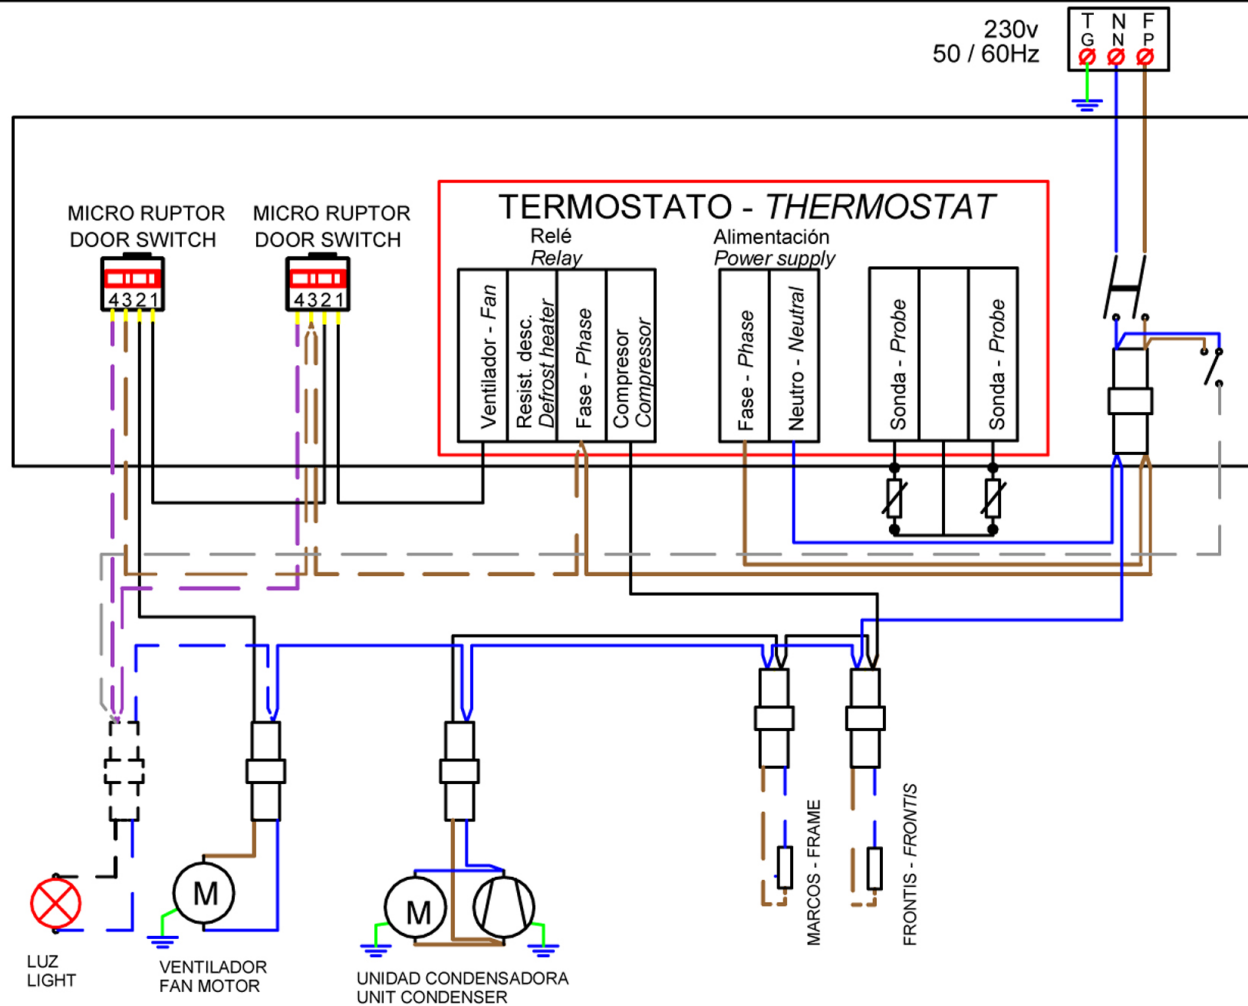 230v
50 / 60Hz
T N F
G N P
MICRO RUPTOR
DOOR SWITCH
4321
MICRO RUPTOR
DOOR SWITCH
4321
TERMOSTATO - THERMOSTAT
Relé
Relay
Alimentación
Power supply
Ventilador - Fan
Resist. desc.
Defrost heater
Fase - Phase
Compresor
Compressor
Fase - Phase
Neutro - Neutral
Sonda - Probe
Sonda - Probe
M
M
LUZ
LIGHT
VENTILADOR
FAN MOTOR
UNIDAD CONDENSADORA
UNIT CONDENSER
MARCOS - FRAME
FRONTIS - FRONTIS